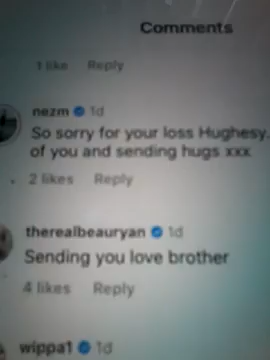 Comments
1 like Reply
nezm 1d
So sorry for your loss Hughesy.
of you and sending hugs xxx
2 likes Reply
therealbeauryan 1d
Sending you love brother
4 likes Reply
wippa1 1d